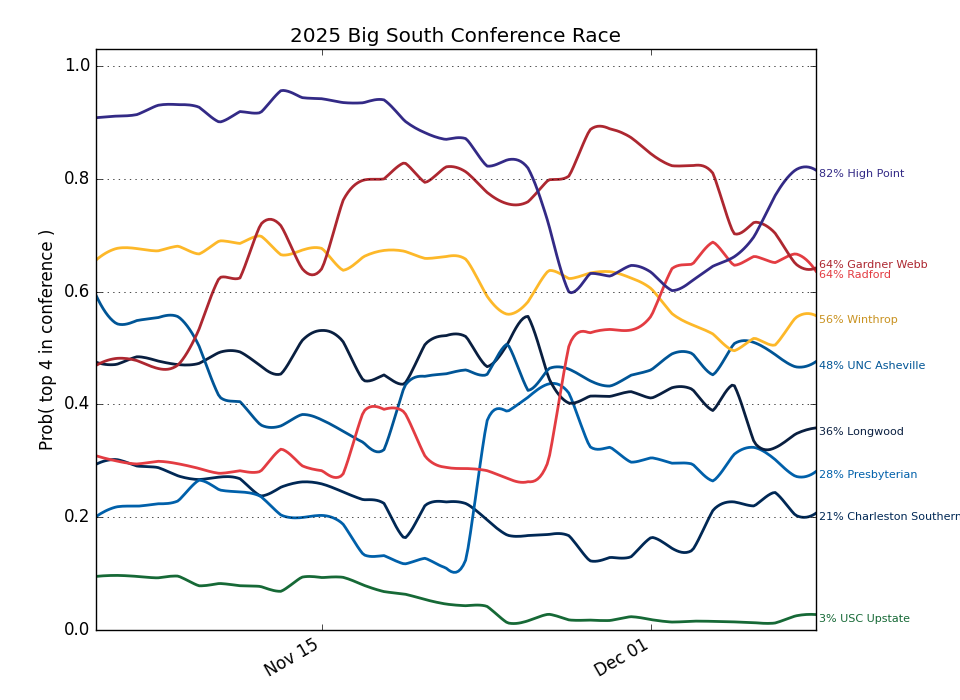 2025 Big South Conference Race
Prob( top 4 in conference )
1.0
0.8
0.6
0.4
0.2
0.0
Nov 15
Dec 01
82% High Point
64% Gardner Webb
64% Radford
56% Winthrop
48% UNC Asheville
36% Longwood
28% Presbyterian
21% Charleston Southern
3% USC Upstate